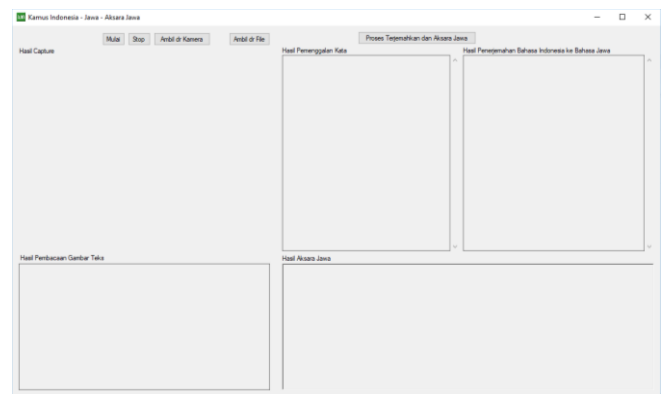 Kamus Indonesia - Jawa - Aksara Jawa
Mulai Stop Ambil dr Kamera Ambil dr File Proses Terjemahkan dan Aksara Jawa
Hasil Capture
Hasil Pemenggalan Kata
Hasil Penerjemahan Bahasa Indonesia ke Bahasa Jawa
Hasil Pembacaan Gambar Teks
Hasil Aksara Jawa